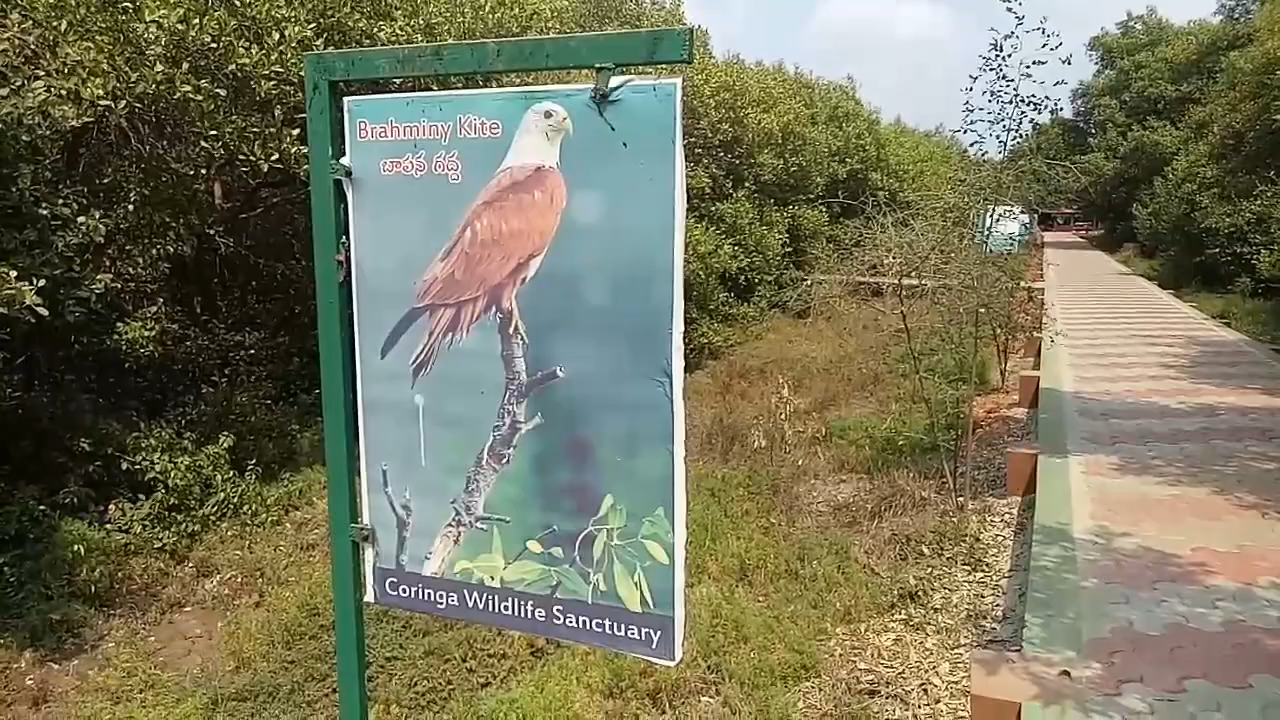 Brahminy Kite
బాపన గద్ద
Coringa Wildlife Sanctuary